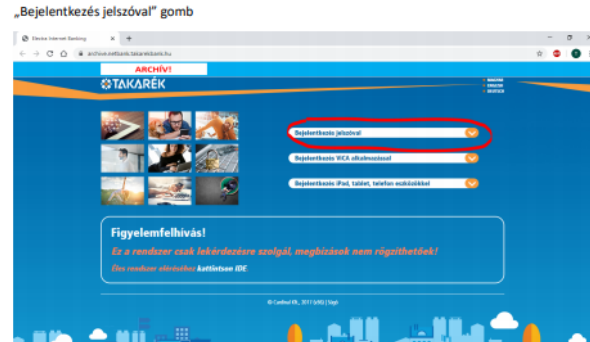 „Bejelentkezés jelszóval” gomb
Electra Internet Banking
archive.netbank.takarekbank.hu
ARCHÍV!
TAKARÉK
MAGYAR
ENGLISH
DEUTSCH
Bejelentkezés jelszóval
Bejelentkezés ViCA alkalmazással
Bejelentkezés iPad, tablet, telefon eszközökkel
Figyelemfelhívás!
Ez a rendszer csak lekérdezésre szolgál, megbízások nem rögzíthetőek!
Éles rendszer eléréséhez kattintson IDE.
| Súgó